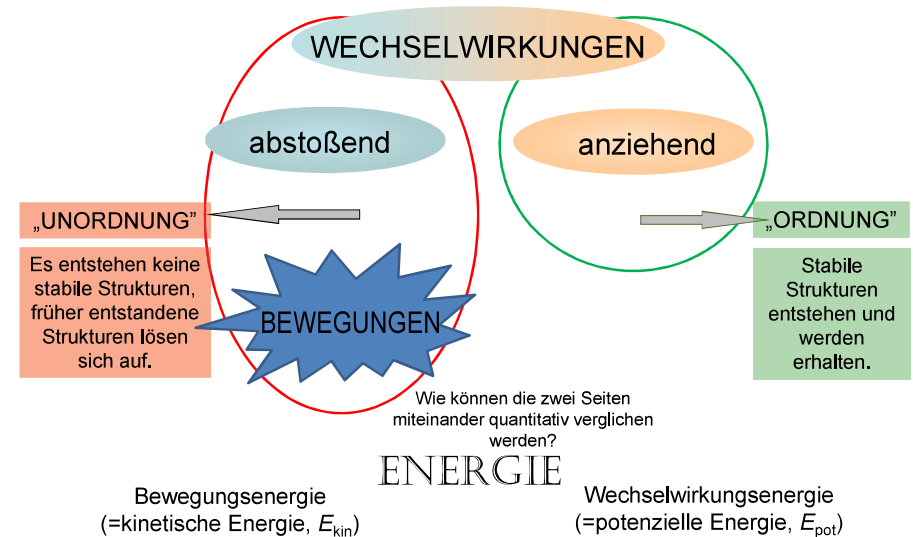 WECHSELWIRKUNGEN
abstoßend
anziehend
„UNORDNUNG”
„ORDNUNG”
Es entstehen keine
stabile Strukturen,
früher entstandene
Strukturen lösen
sich auf.
BEWEGUNGEN
Stabile
Strukturen
entstehen und
werden
erhalten.
Wie können die zwei Seiten
miteinander quantitativ verglichen
werden?
ENERGIE
Bewegungsenergie
(=kinetische Energie, Ekin)
Wechselwirkungsenergie
(=potenzielle Energie, Epot)